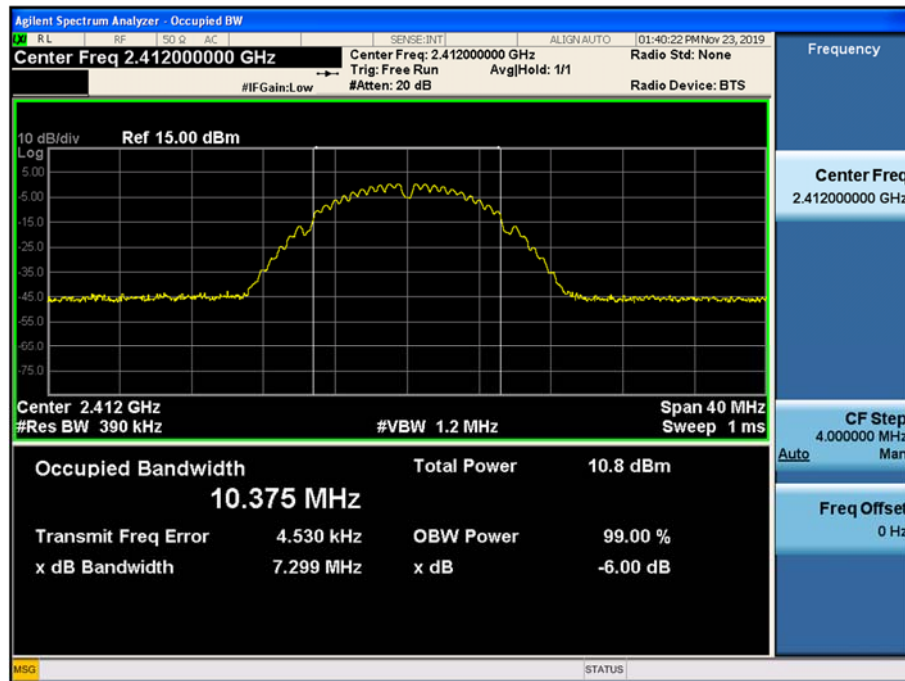 Agilent Spectrum Analyzer - Occupied BW
LXI RL RF 50 Ω AC SENSE:INT ALIGN AUTO 01:40:22 PM Nov 23, 2019
Center Freq 2.412000000 GHz Center Freq: 2.412000000 GHz Radio Std: None
Trig: Free Run Avg|Hold: 1/1
#IFGain:Low #Atten: 20 dB Radio Device: BTS
Frequency
10 dB/div Ref 15.00 dBm
Log
5.00
-5.00
-15.0
-25.0
-35.0
-45.0
-55.0
-65.0
-75.0
Center 2.412 GHz Span 40 MHz
#Res BW 390 kHz #VBW 1.2 MHz Sweep 1 ms
Center Freq
2.412000000 GHz
CF Step
4.000000 MHz
Auto Man
Freq Offset
0 Hz
Occupied Bandwidth Total Power 10.8 dBm
10.375 MHz
Transmit Freq Error 4.530 kHz OBW Power 99.00 %
x dB Bandwidth 7.299 MHz x dB -6.00 dB
MSG STATUS